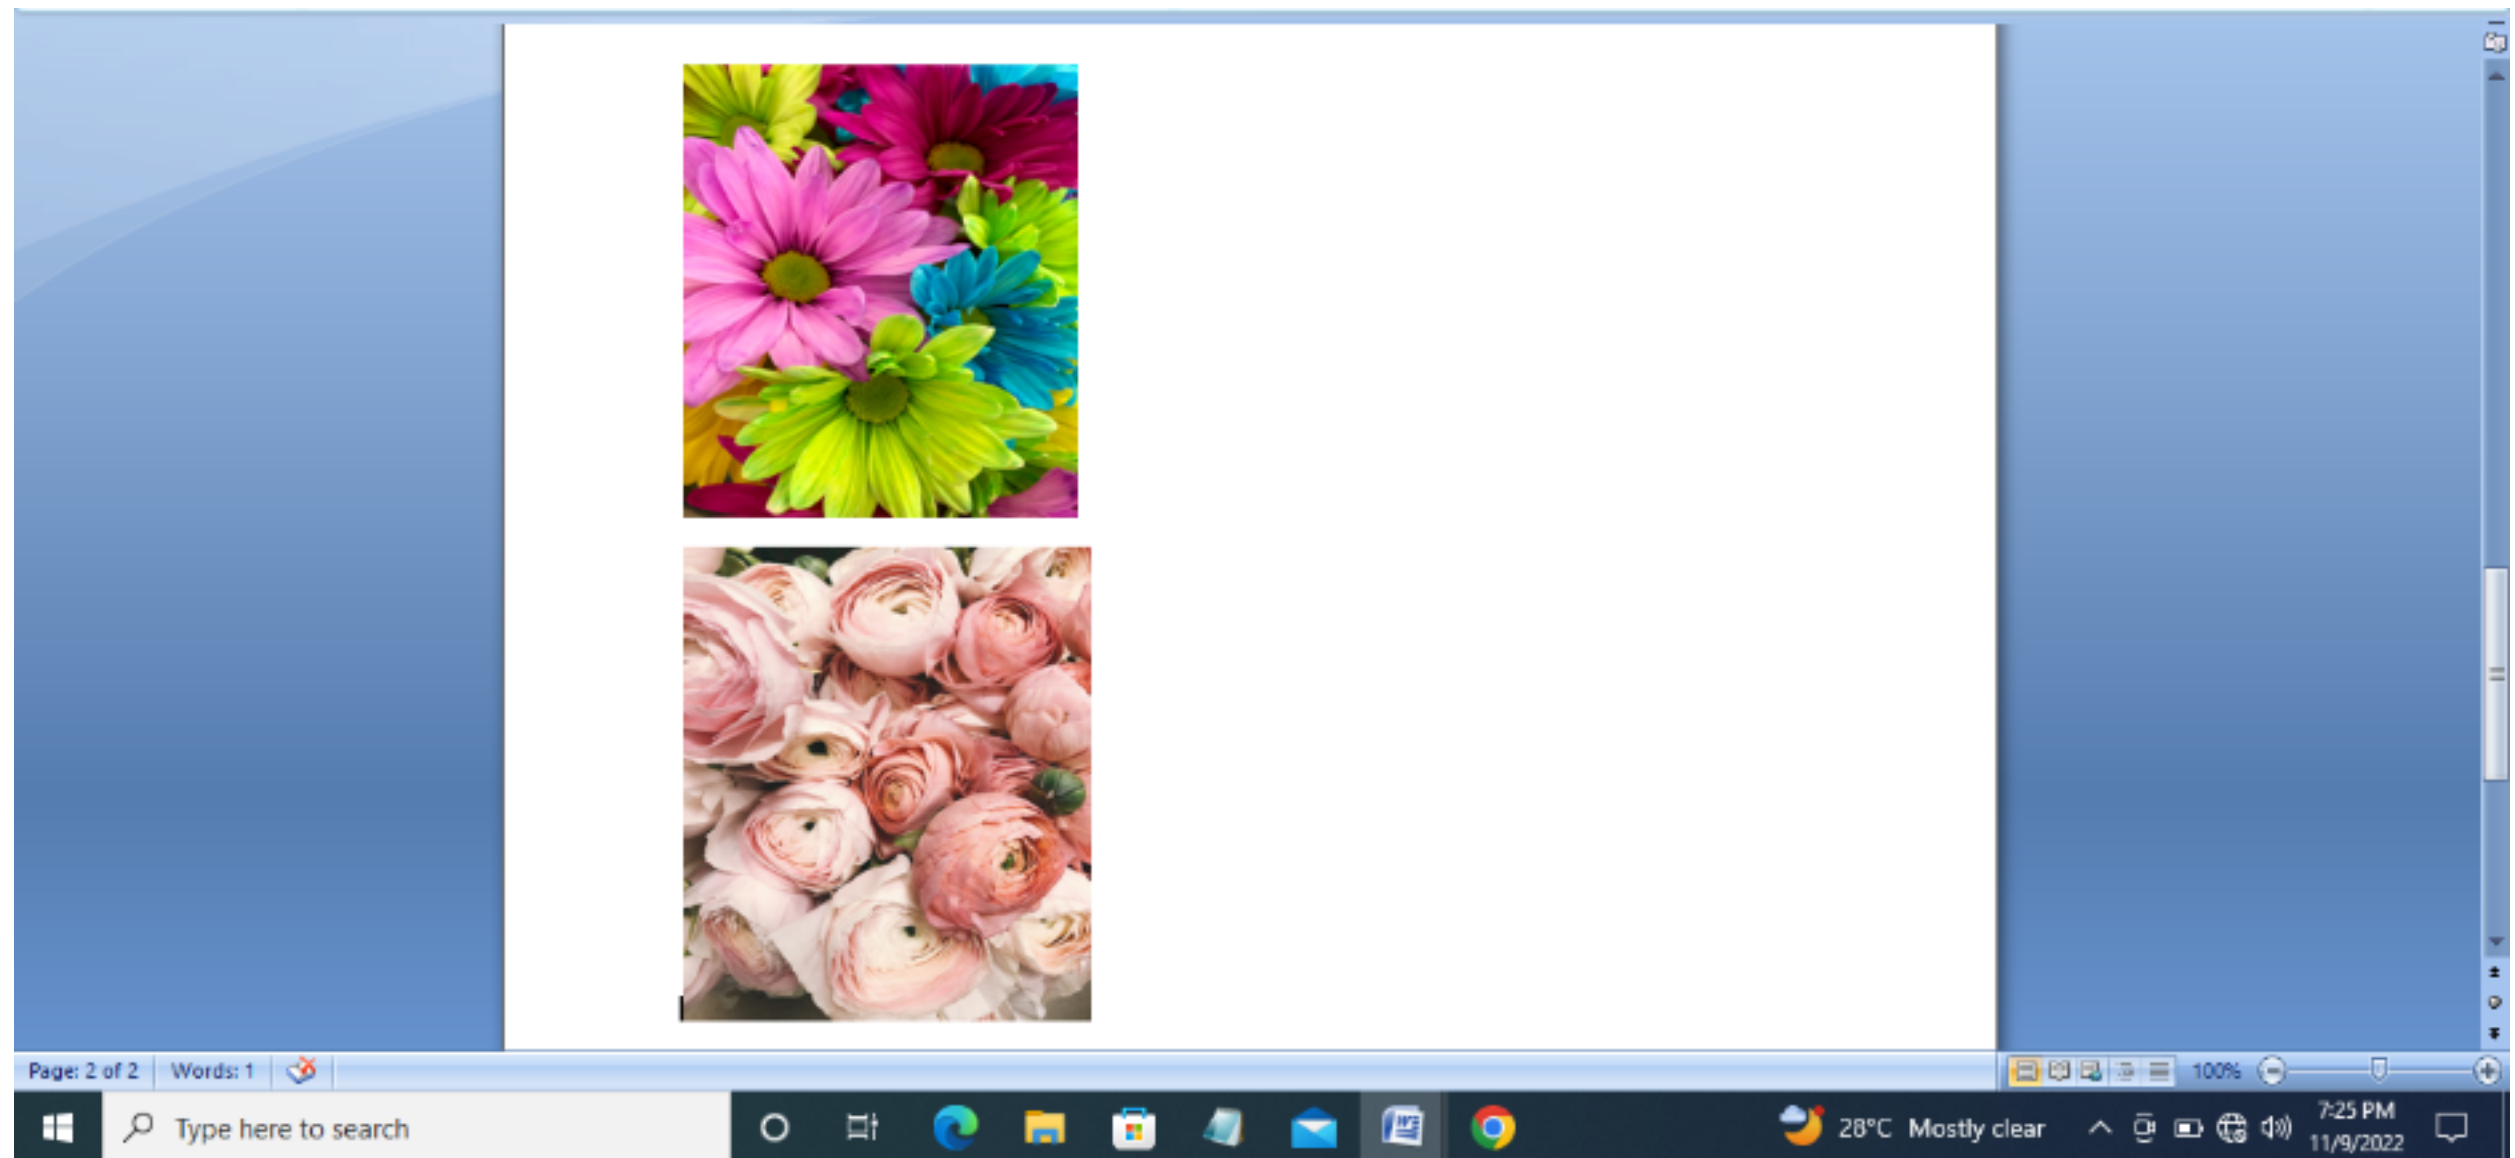 Page: 2 of 2 Words: 1 100%
Type here to search 28°C Mostly clear 7:25 PM
11/9/2022